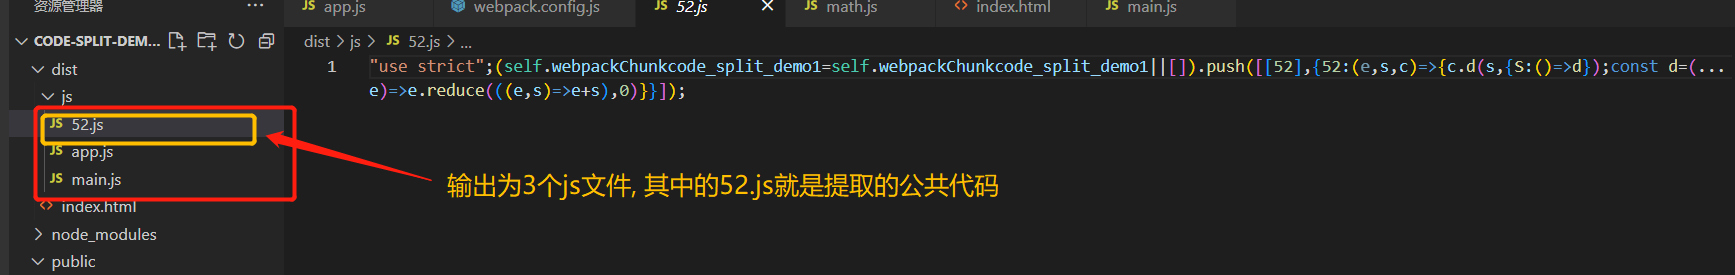 资源管理器 ...
JS app.js webpack.config.js JS 52.js × JS math.js <> index.html JS main.js
CODE-SPLIT-DEM...
dist > js > JS 52.js > ...
dist
1 "use strict";(self.webpackChunkcode_split_demo1=self.webpackChunkcode_split_demo1||[]).push([[52],{52:(e,s,c)=>{c.d(s,{S:()=>d});const d=(...
e)=>e.reduce(((e,s)=>e+s),0)}}]);
js
JS 52.js
JS app.js
JS main.js
输出为3个js文件, 其中的52.js就是提取的公共代码
<> index.html
node_modules
public